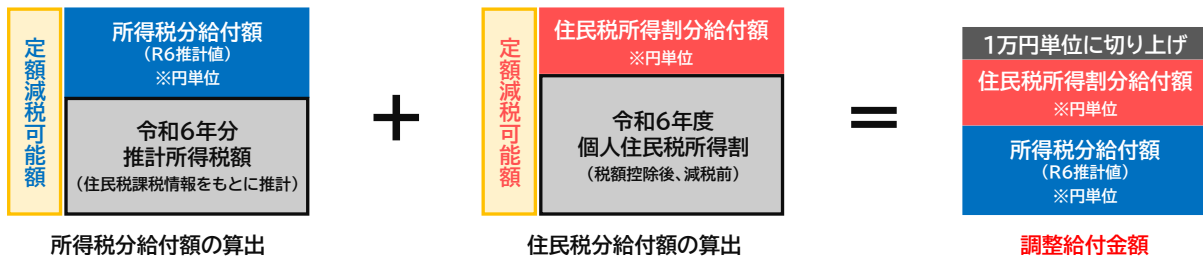 定額減税可能額
所得税分給付額
（R6推計値）
※円単位
令和6年分
推計所得税額
（住民税課税情報をもとに推計）
所得税分給付額の算出
＋
定額減税可能額
住民税所得割分給付額
※円単位
令和6年度
個人住民税所得割
（税額控除後、減税前）
住民税分給付額の算出
＝
1万円単位に切り上げ
住民税所得割分給付額
※円単位
所得税分給付額
（R6推計値）
※円単位
調整給付金額